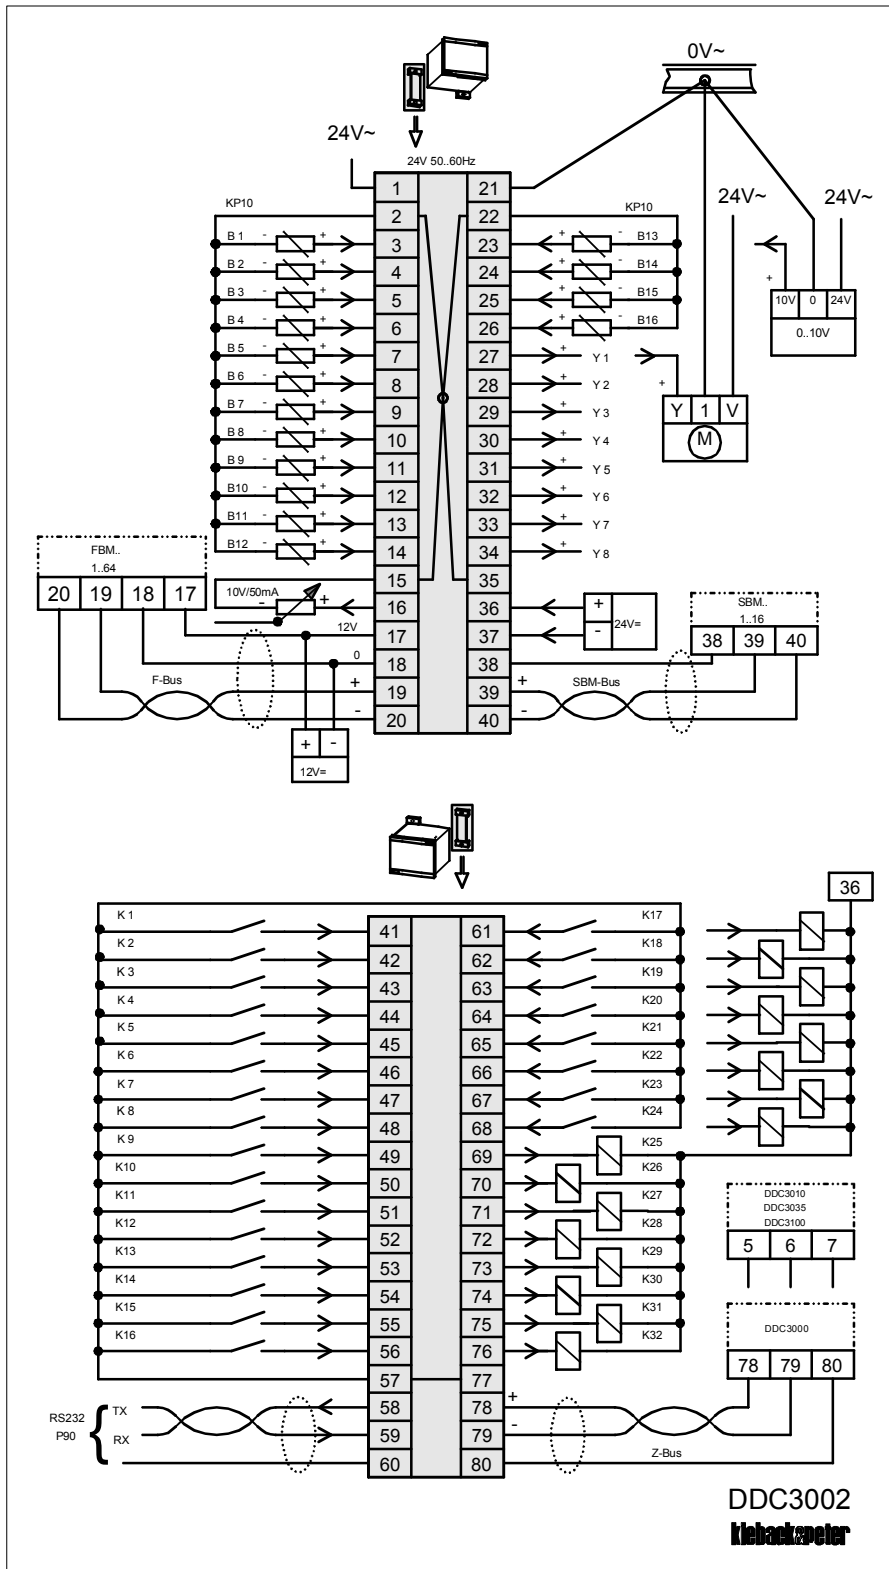 0V~
24V~
24V 50..60Hz
1 21
24V~ 24V~
KP10 2 22 KP10
B 1 - + 3 23 + - B13
B 2 - + 4 24 + - B14
B 3 - + 5 25 + - B15
B 4 - + 6 26 + - B16
+ 10V 0 24V
0..10V
B 5 - + 7 27 + Y 1
B 6 - + 8 28 + Y 2
B 7 - + 9 29 + Y 3
+ Y 1 V
M
B 8 - + 10 30 + Y 4
B 9 - + 11 31 + Y 5
B10 - + 12 32 + Y 6
B11 - + 13 33 + Y 7
B12 - + 14 34 + Y 8
FBM..
1..64
20 19 18 17
15 35
10V/50mA - + 16 36 + 24V=
12V 17 37 -
SBM..
1..16
38 39 40
0 18 38
F-Bus + 19 39 + SBM-Bus
- 20 40 -
+ -
12V=
36
K 1 41 61 K17
K 2 42 62 K18
K 3 43 63 K19
K 4 44 64 K20
K 5 45 65 K21
K 6 46 66 K22
K 7 47 67 K23
K 8 48 68 K24
K 9 49 69 K25
K10 50 70 K26
K11 51 71 K27
K12 52 72 K28
K13 53 73 K29
K14 54 74 K30
K15 55 75 K31
K16 56 76 K32
DDC3010
DDC3035
DDC3100
5 6 7
DDC3000
78 79 80
57 77
RS232
P90
TX 58 78 +
RX 59 79 -
60 80 Z-Bus
DDC3002
kieback&peter